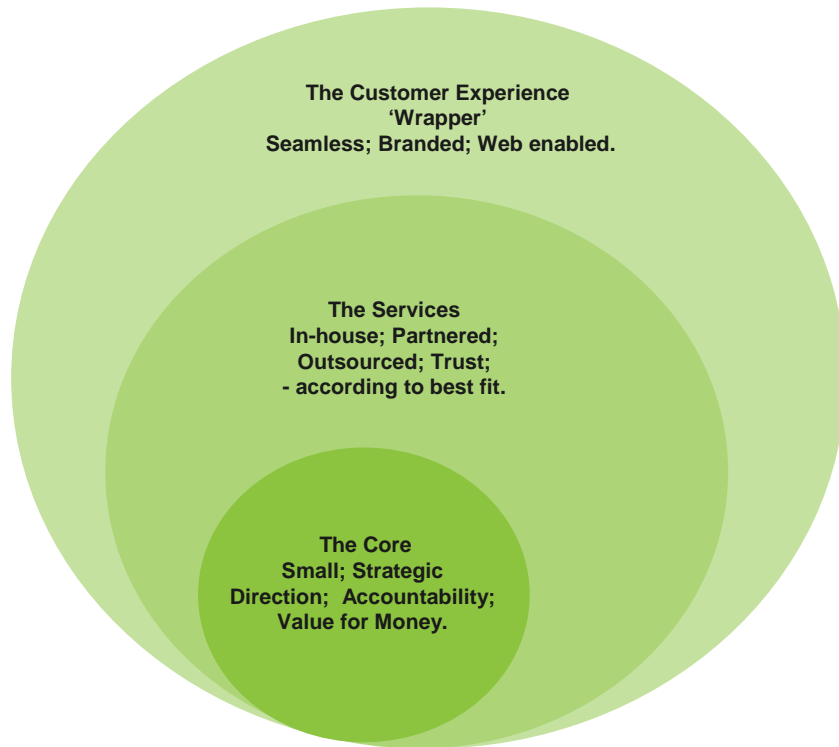 The Customer Experience
‘Wrapper’
Seamless; Branded; Web enabled.
The Services
In-house; Partnered;
Outsourced; Trust;
- according to best fit.
The Core
Small; Strategic
Direction;  Accountability;
Value for Money.